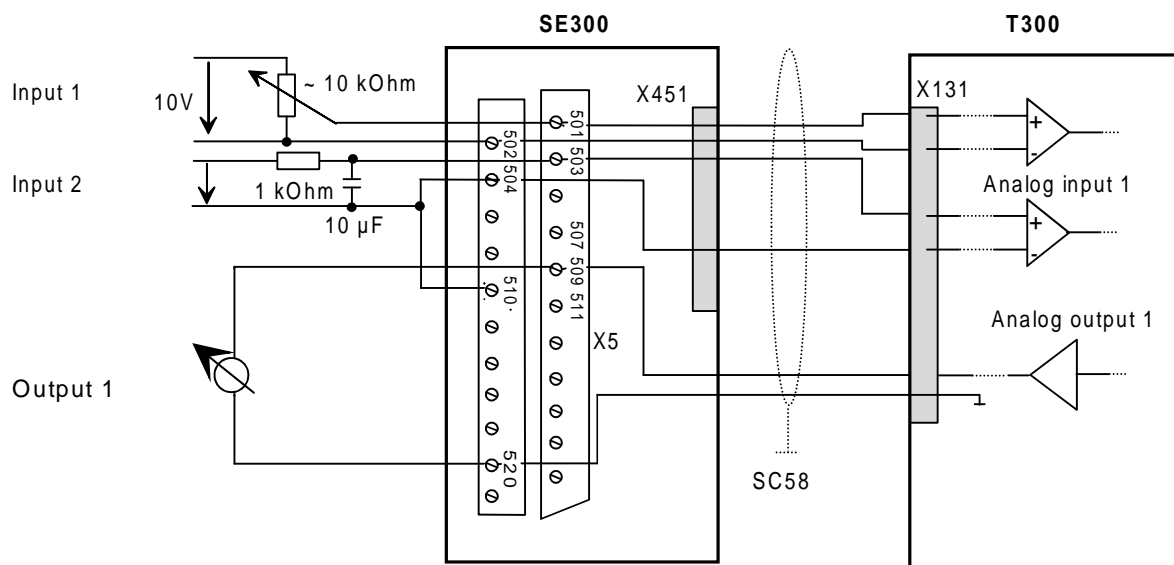 SE300
T300
Input 1
10V
~ 10 kOhm
X451
X131
501
502
503
504
+
-
Input 2
1 kOhm
10 µF
Analog input 1
+
-
507
509
510
511
X5
Analog output 1
Output 1
520
SC58